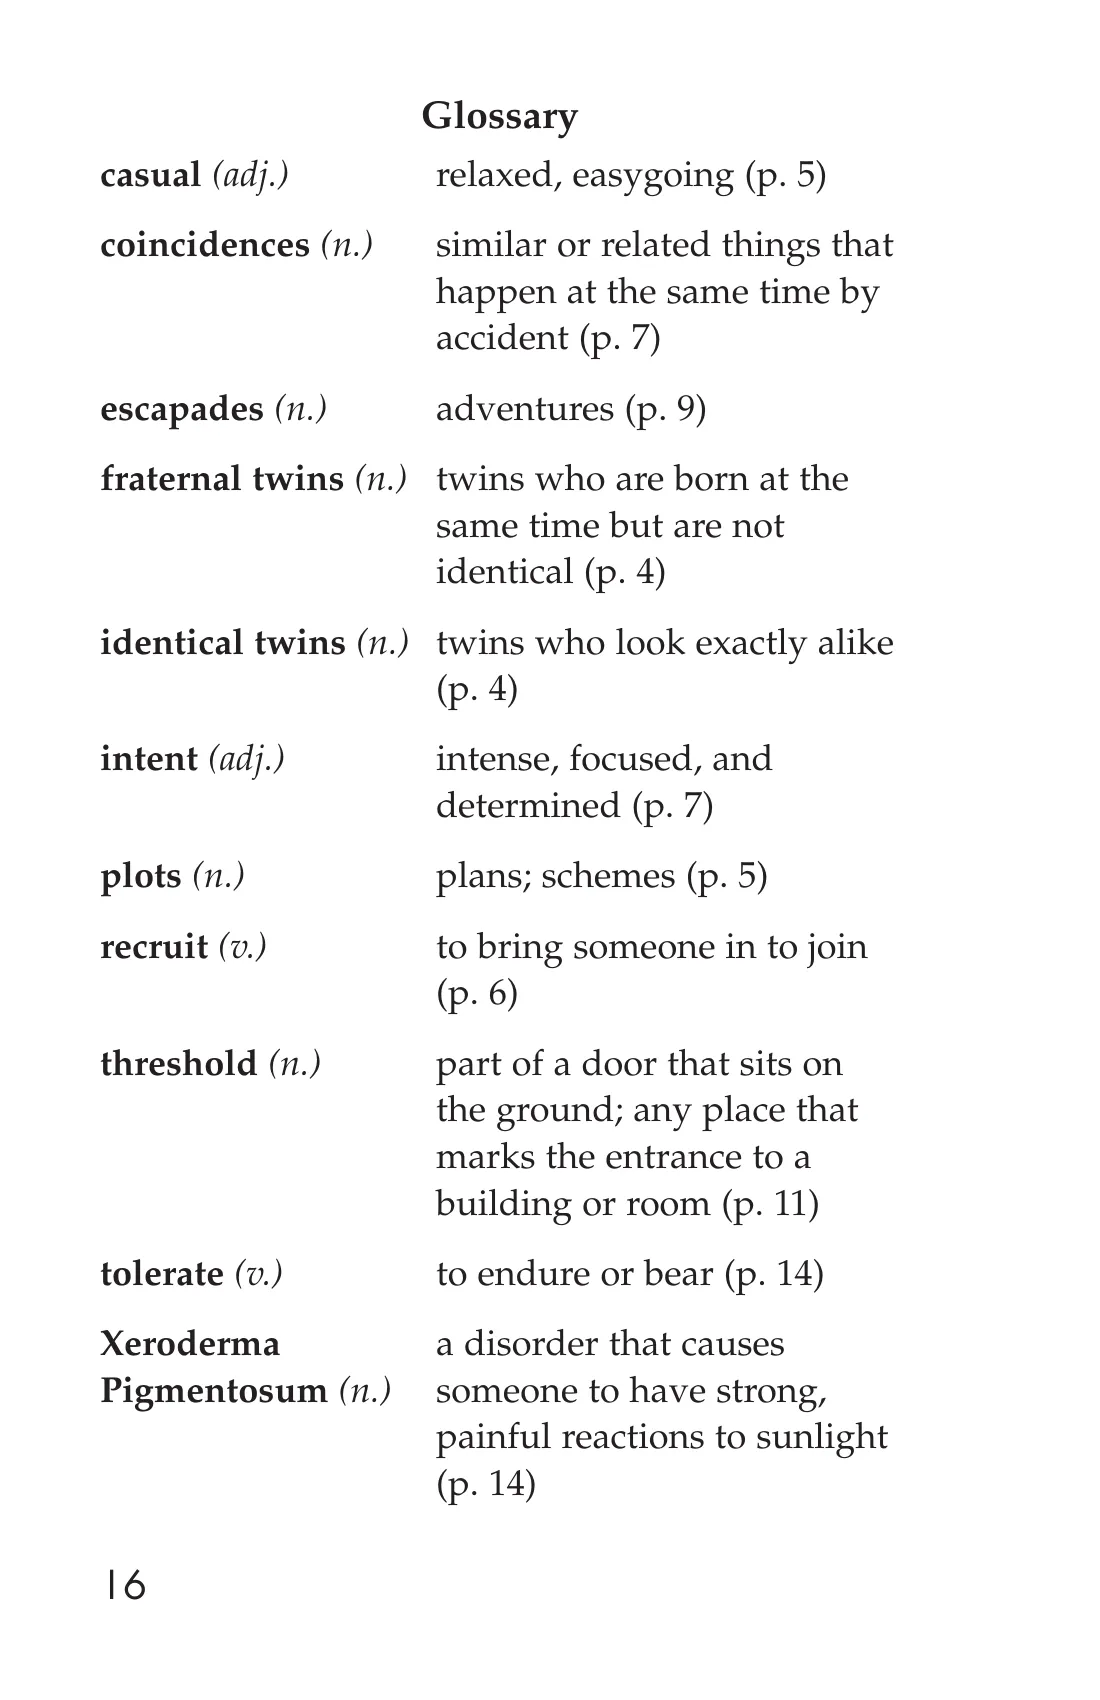 Glossary
casual (adj.) relaxed, easygoing (p. 5)
coincidences (n.) similar or related things that
happen at the same time by
accident (p. 7)
escapades (n.) adventures (p. 9)
fraternal twins (n.) twins who are born at the
same time but are not
identical (p. 4)
identical twins (n.) twins who look exactly alike
(p. 4)
intent (adj.) intense, focused, and
determined (p. 7)
plots (n.) plans; schemes (p. 5)
recruit (v.) to bring someone in to join
(p. 6)
threshold (n.) part of a door that sits on
the ground; any place that
marks the entrance to a
building or room (p. 11)
tolerate (v.) to endure or bear (p. 14)
Xeroderma a disorder that causes
Pigmentosum (n.) someone to have strong,
painful reactions to sunlight
(p. 14)
16